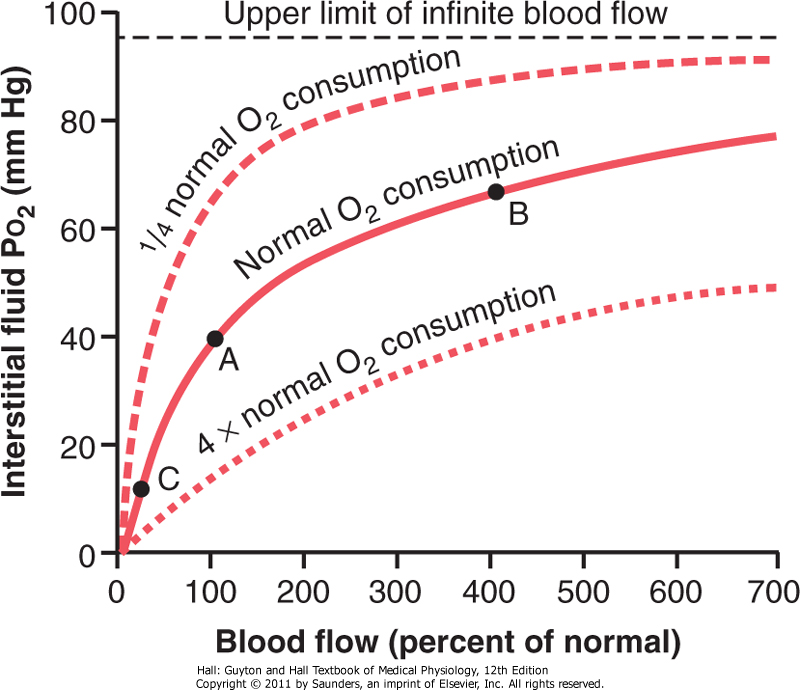 Upper limit of infinite blood flow
100
80
60
40
20
0
Interstitial fluid Po2 (mm Hg)
1/4 normal O2 consumption
Normal O2 consumption
4 × normal O2 consumption
B
A
C
0 100 200 300 400 500 600 700
Blood flow (percent of normal)
Hall: Guyton and Hall Textbook of Medical Physiology, 12th Edition
Copyright © 2011 by Saunders, an imprint of Elsevier, Inc. All rights reserved.